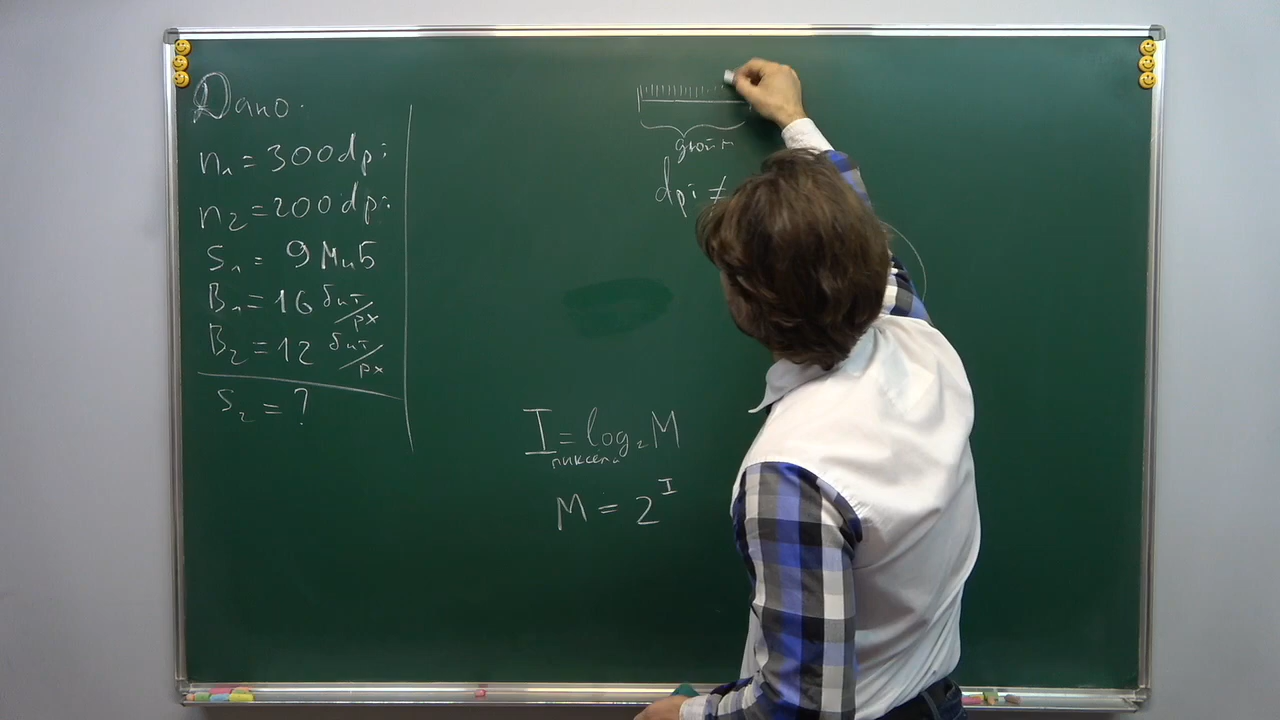 Дано.
n₁ = 300 dpi
n₂ = 200 dpi
S₁ = 9 МиБ
B₁ = 16 бит/px
B₂ = 12 бит/px
S₂ = ?
дюйм
dpi ≠
I пиксела = log₂ M
M = 2^I